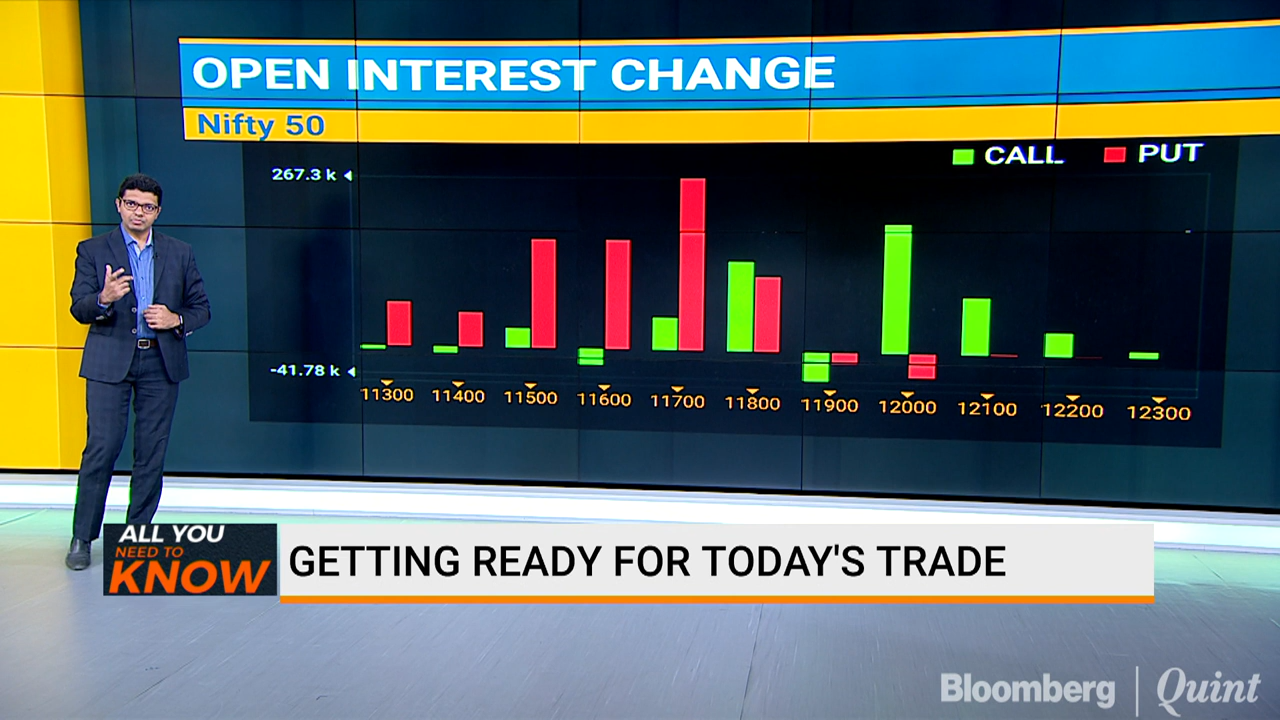 OPEN INTEREST CHANGE
Nifty 50
CALL PUT
267.3 k
-41.78 k
11300 11400 11500 11600 11700 11800 11900 12000 12100 12200 12300
ALL YOU
NEED TO
KNOW
GETTING READY FOR TODAY'S TRADE
Bloomberg | Quint